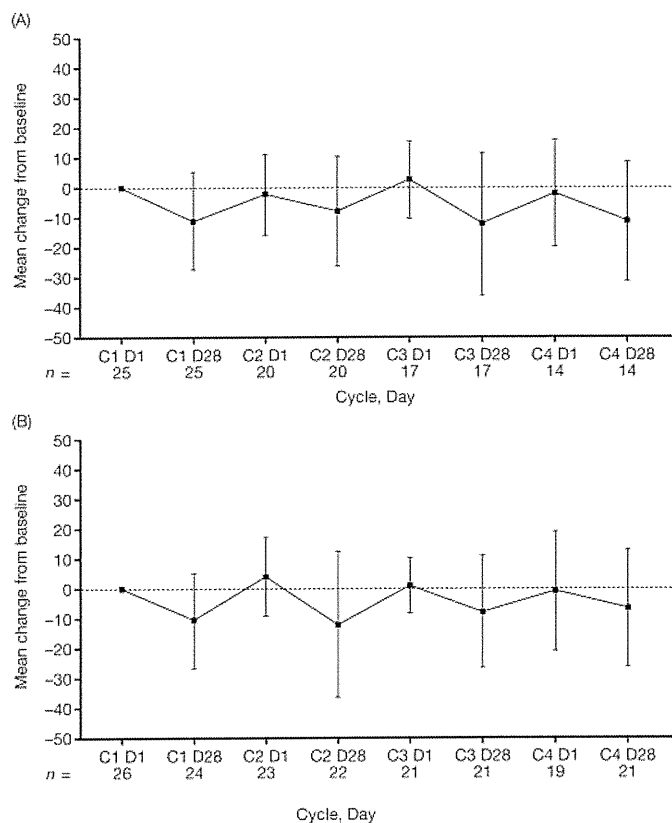 (A)
50
40
30
20
10
0
−10
−20
−30
−40
−50
Mean change from baseline
C1 D1 C1 D28 C2 D1 C2 D28 C3 D1 C3 D28 C4 D1 C4 D28
n = 25 25 20 20 17 17 14 14
Cycle, Day
(B)
50
40
30
20
10
0
−10
−20
−30
−40
−50
Mean change from baseline
C1 D1 C1 D28 C2 D1 C2 D28 C3 D1 C3 D28 C4 D1 C4 D28
n = 26 24 23 22 21 21 19 21
Cycle, Day